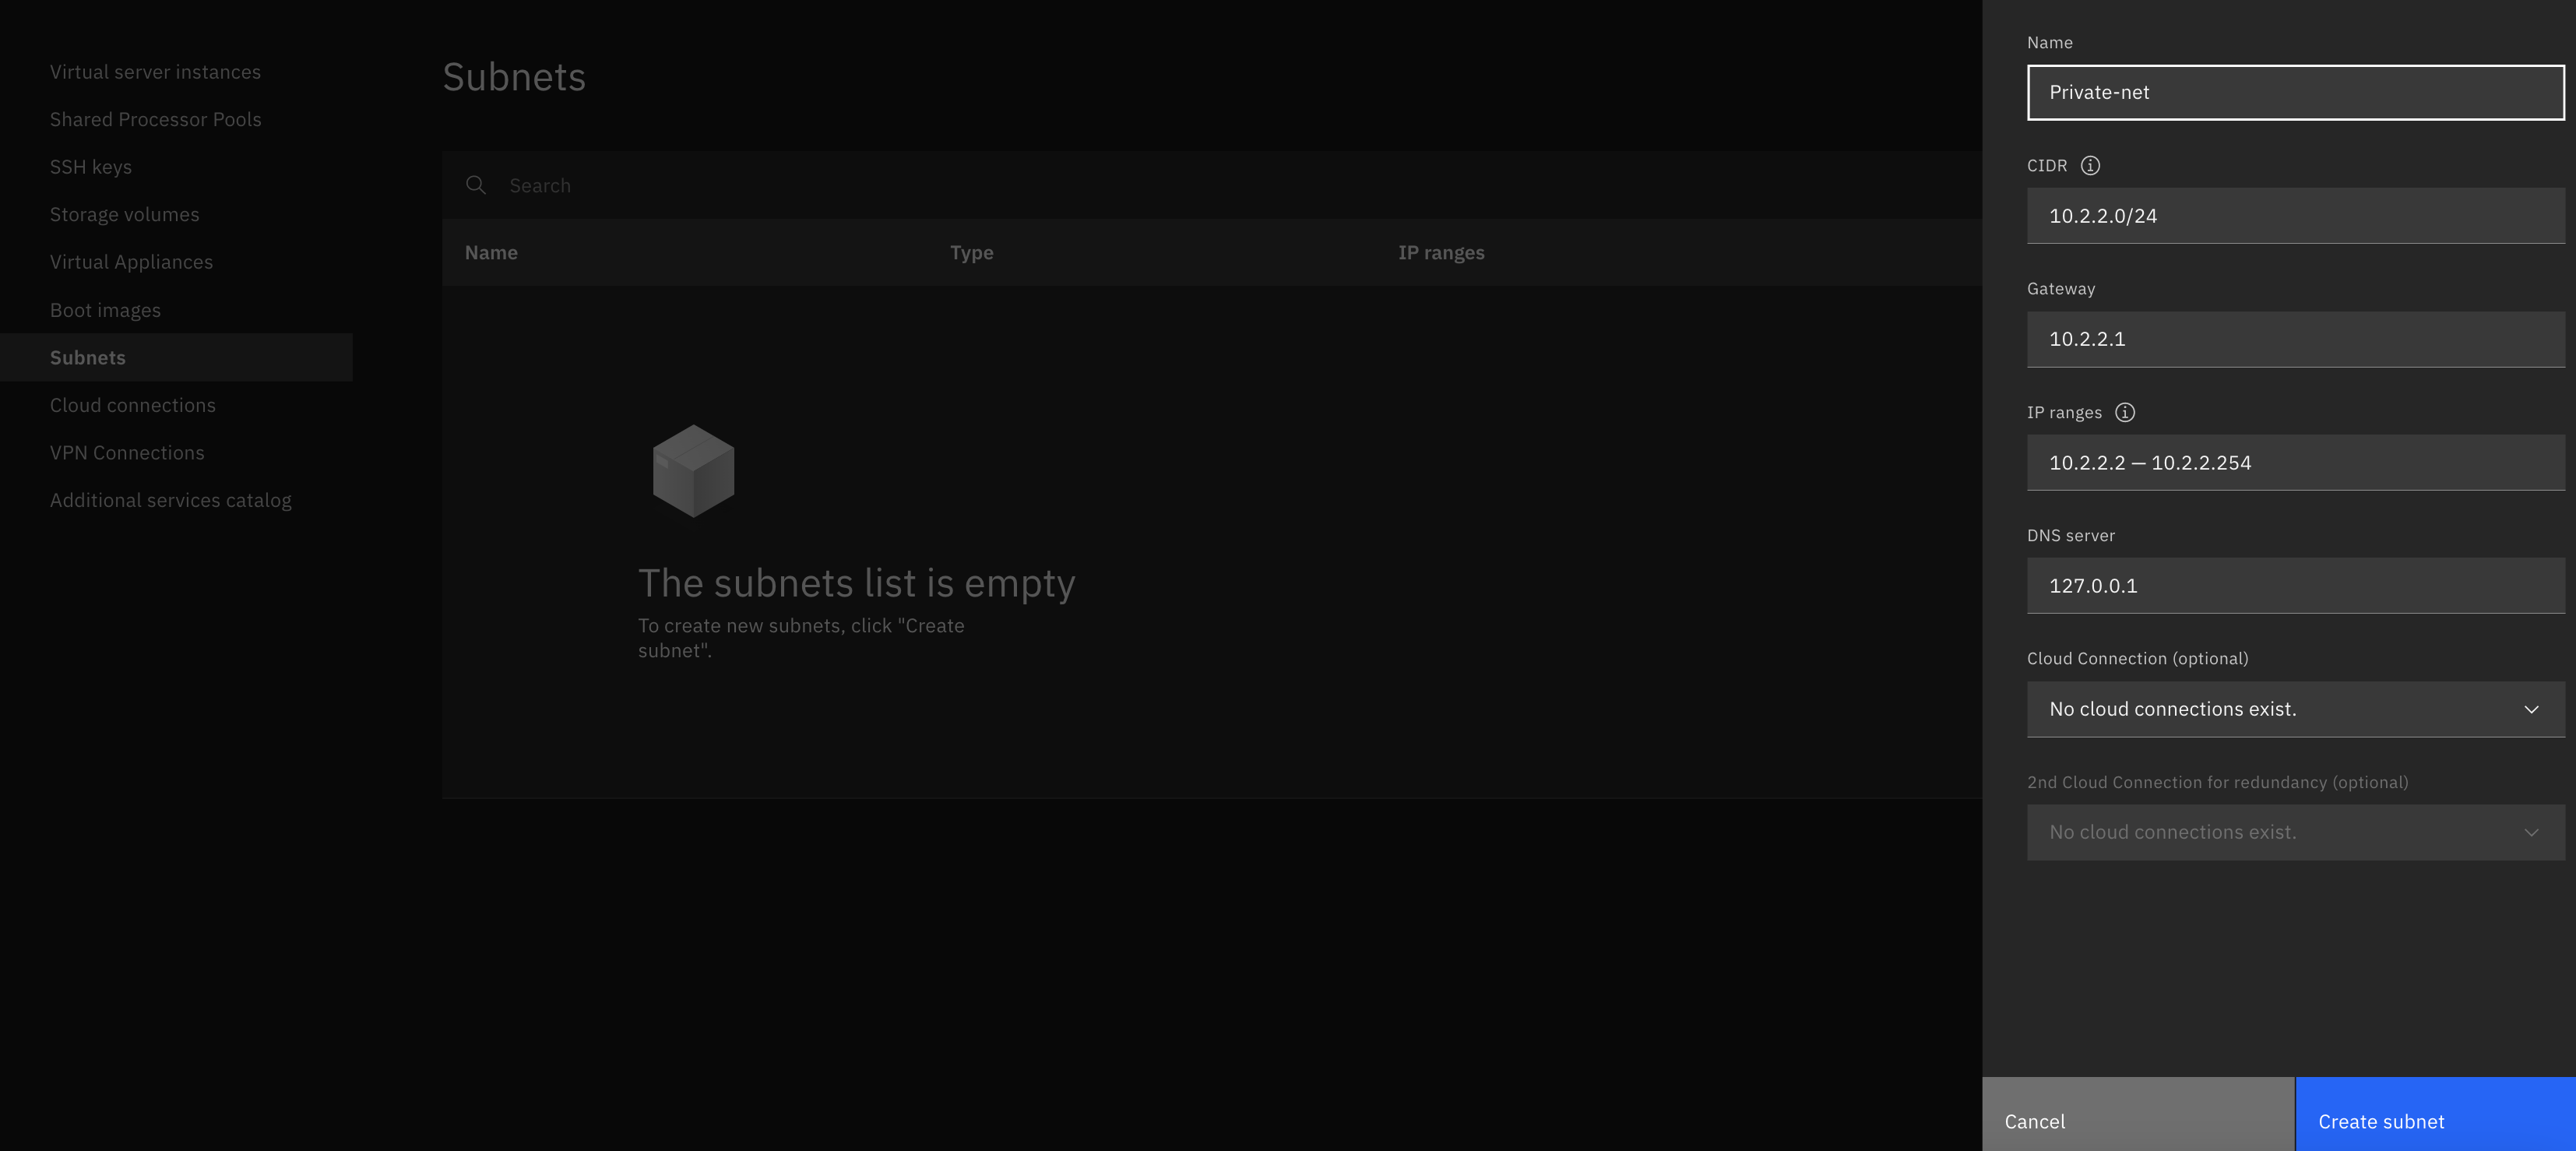 Virtual server instances
Shared Processor Pools
SSH keys
Storage volumes
Virtual Appliances
Boot images
Subnets
Cloud connections
VPN Connections
Additional services catalog
Subnets
Search
Name Type IP ranges
The subnets list is empty
To create new subnets, click "Create
subnet".
Name
Private-net
CIDR
10.2.2.0/24
Gateway
10.2.2.1
IP ranges
10.2.2.2 — 10.2.2.254
DNS server
127.0.0.1
Cloud Connection (optional)
No cloud connections exist.
2nd Cloud Connection for redundancy (optional)
No cloud connections exist.
Cancel
Create subnet